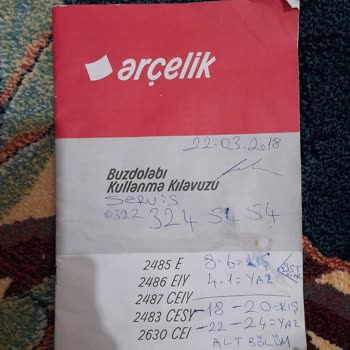 arçelik
22.03.2018
Buzdolabı
Kullanma Kılavuzu
SERVİS
0322 324 54 54
2485 E 8.6=KIŞ
2486 EIY 4.1=YAZ
ÜST
2487 CEIY
2483 CESY -18 -20=KIŞ
2630 CEI -22 -24=YAZ
ALT BÖLÜM